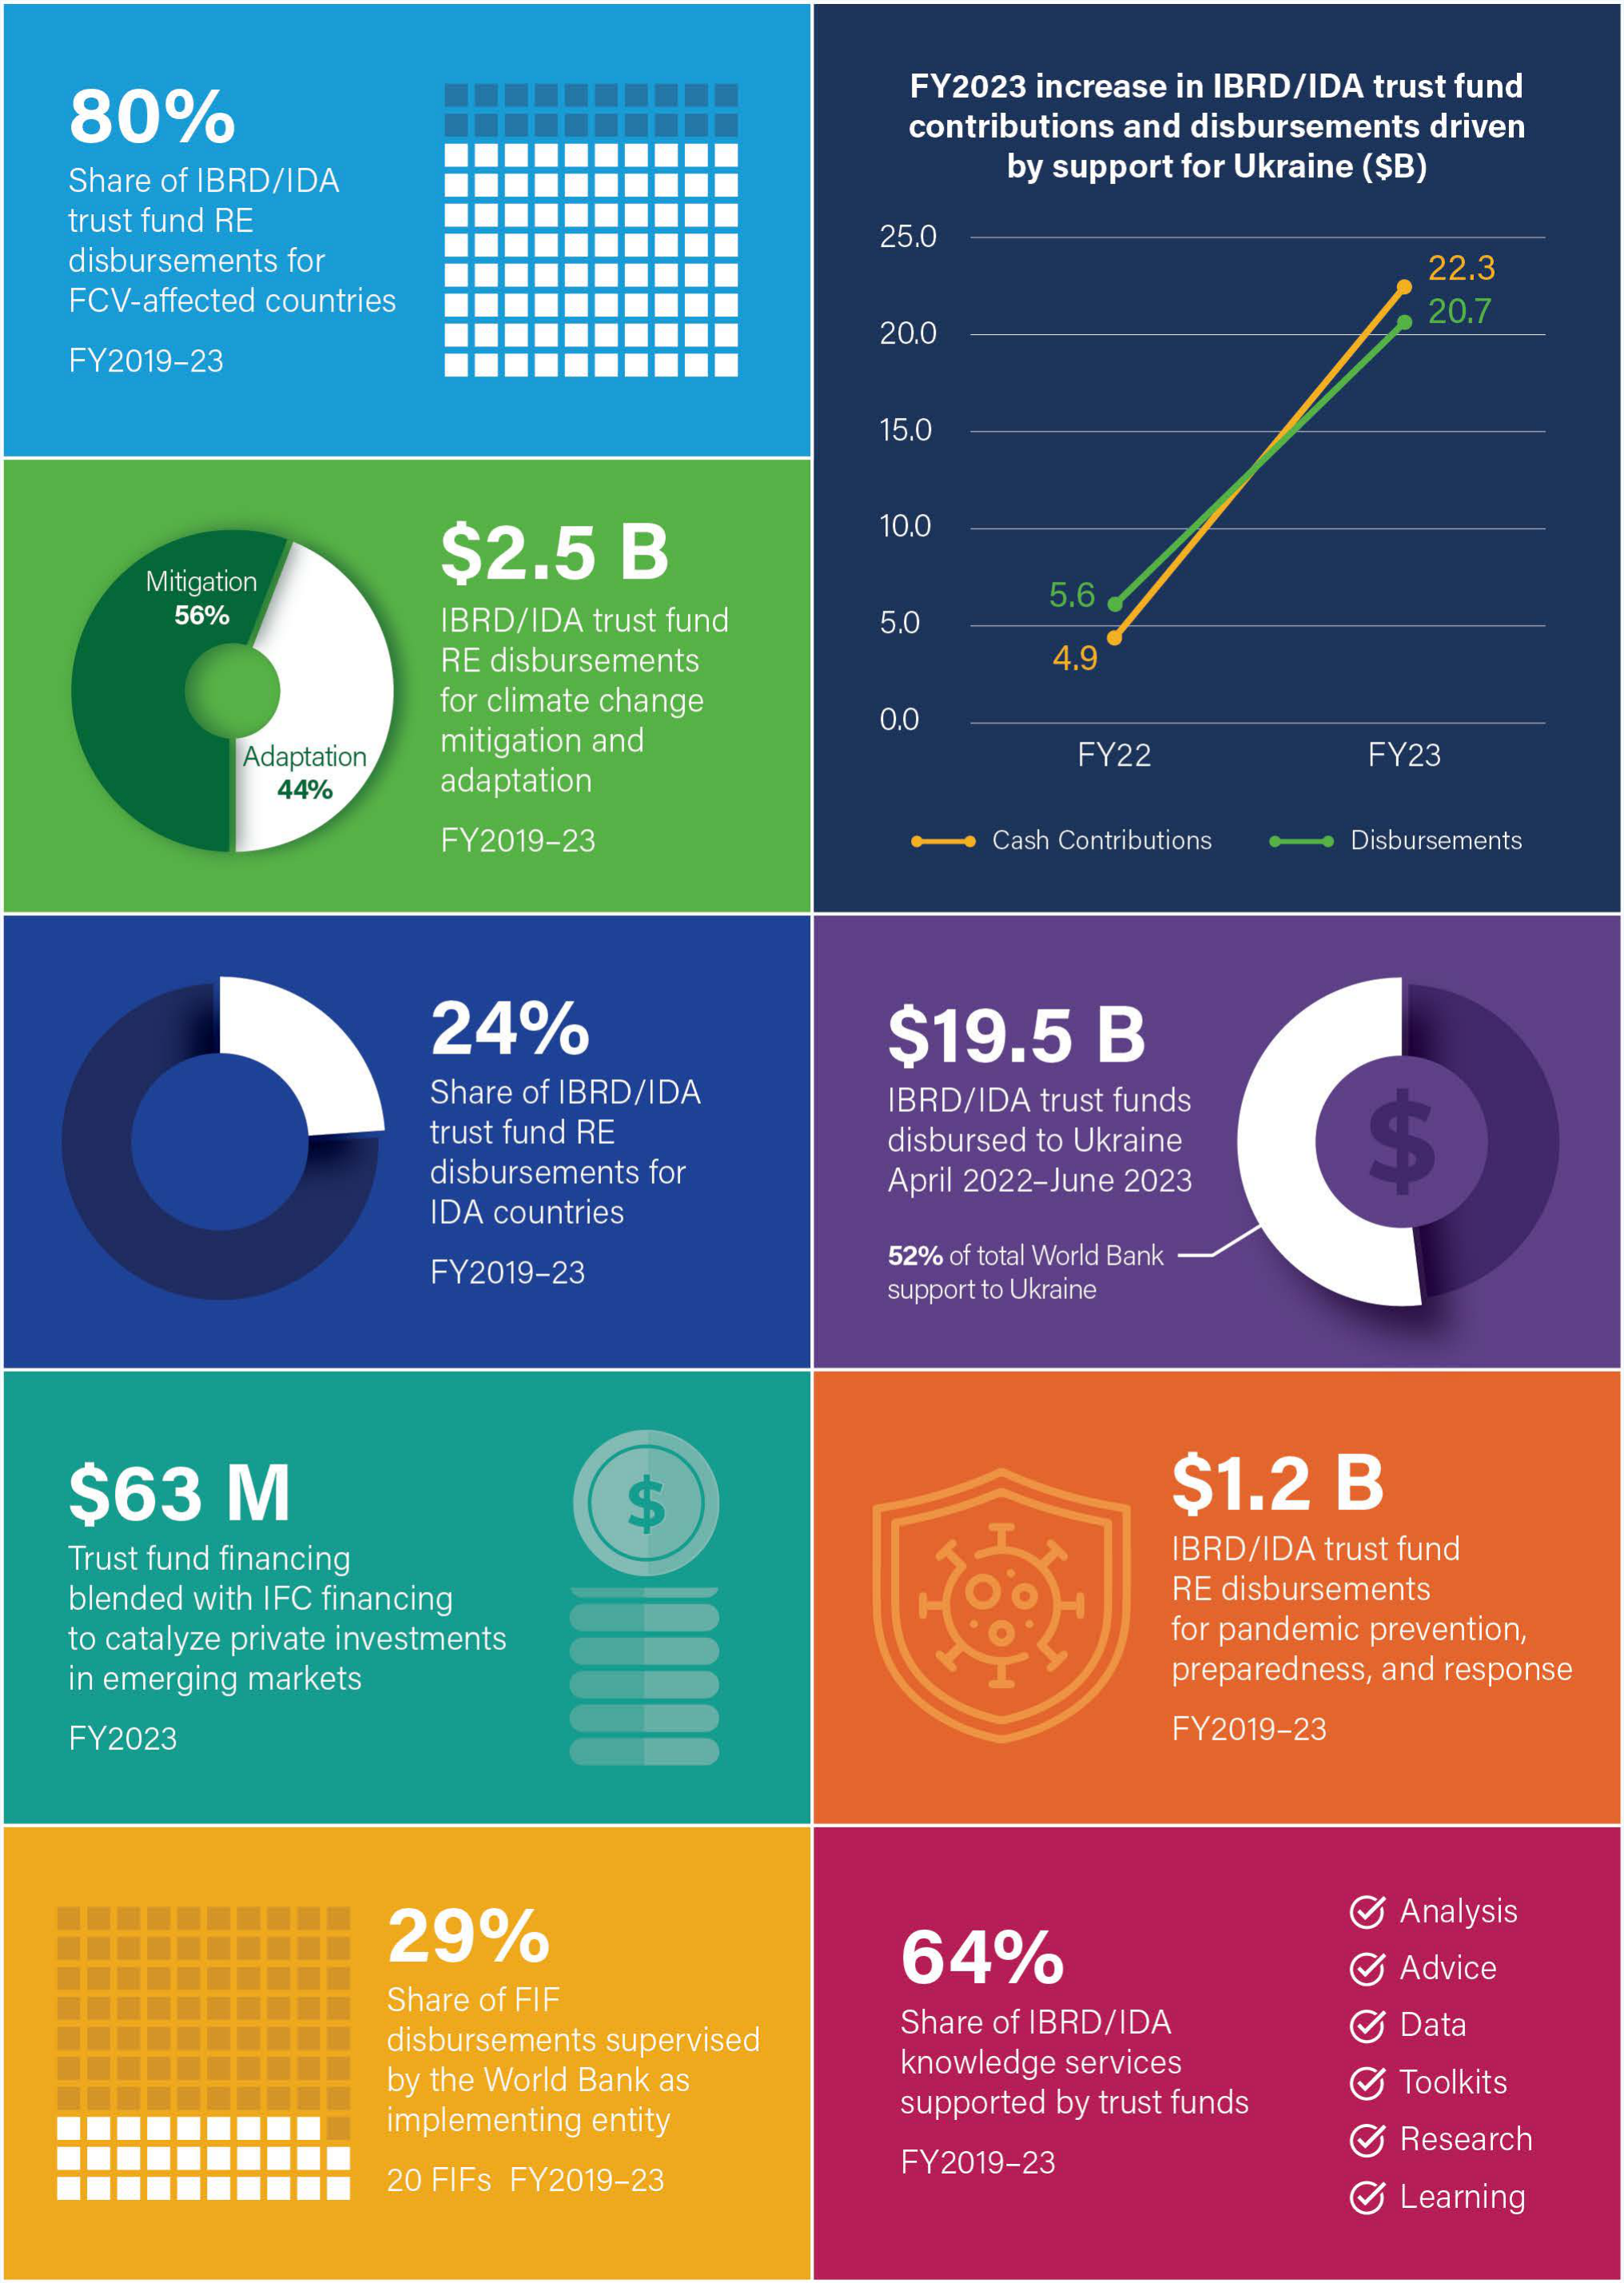 80%
Share of IBRD/IDA
trust fund RE
disbursements for
FCV-affected countries
FY2019–23
FY2023 increase in IBRD/IDA trust fund
contributions and disbursements driven
by support for Ukraine ($B)
25.0
22.3
20.7
20.0
15.0
10.0
5.6
5.0
4.9
0.0
FY22 FY23
Cash Contributions Disbursements
Mitigation
56%
Adaptation
44%
$2.5 B
IBRD/IDA trust fund
RE disbursements
for climate change
mitigation and
adaptation
FY2019–23
24%
Share of IBRD/IDA
trust fund RE
disbursements for
IDA countries
FY2019–23
$19.5 B
IBRD/IDA trust funds
disbursed to Ukraine
April 2022–June 2023
52% of total World Bank
support to Ukraine
$
$63 M
Trust fund financing
blended with IFC financing
to catalyze private investments
in emerging markets
FY2023
$
$1.2 B
IBRD/IDA trust fund
RE disbursements
for pandemic prevention,
preparedness, and response
FY2019–23
29%
Share of FIF
disbursements supervised
by the World Bank as
implementing entity
20 FIFs FY2019–23
64%
Share of IBRD/IDA
knowledge services
supported by trust funds
FY2019–23
Analysis
Advice
Data
Toolkits
Research
Learning